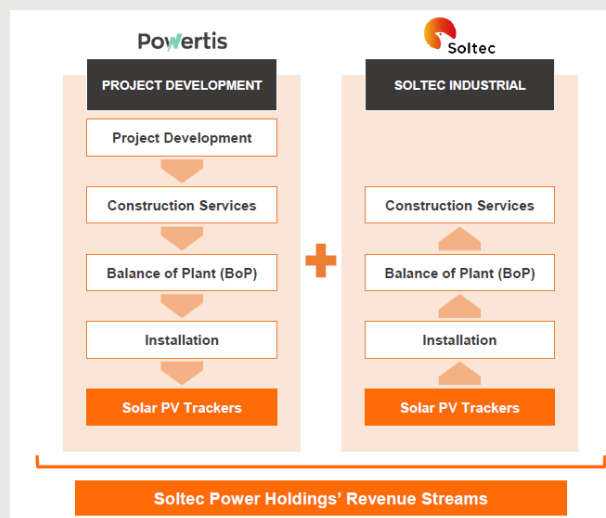 Powertis
Soltec
PROJECT DEVELOPMENT
Project Development
Construction Services
Balance of Plant (BoP)
Installation
Solar PV Trackers
SOLTEC INDUSTRIAL
Construction Services
Balance of Plant (BoP)
Installation
Solar PV Trackers
Soltec Power Holdings' Revenue Streams